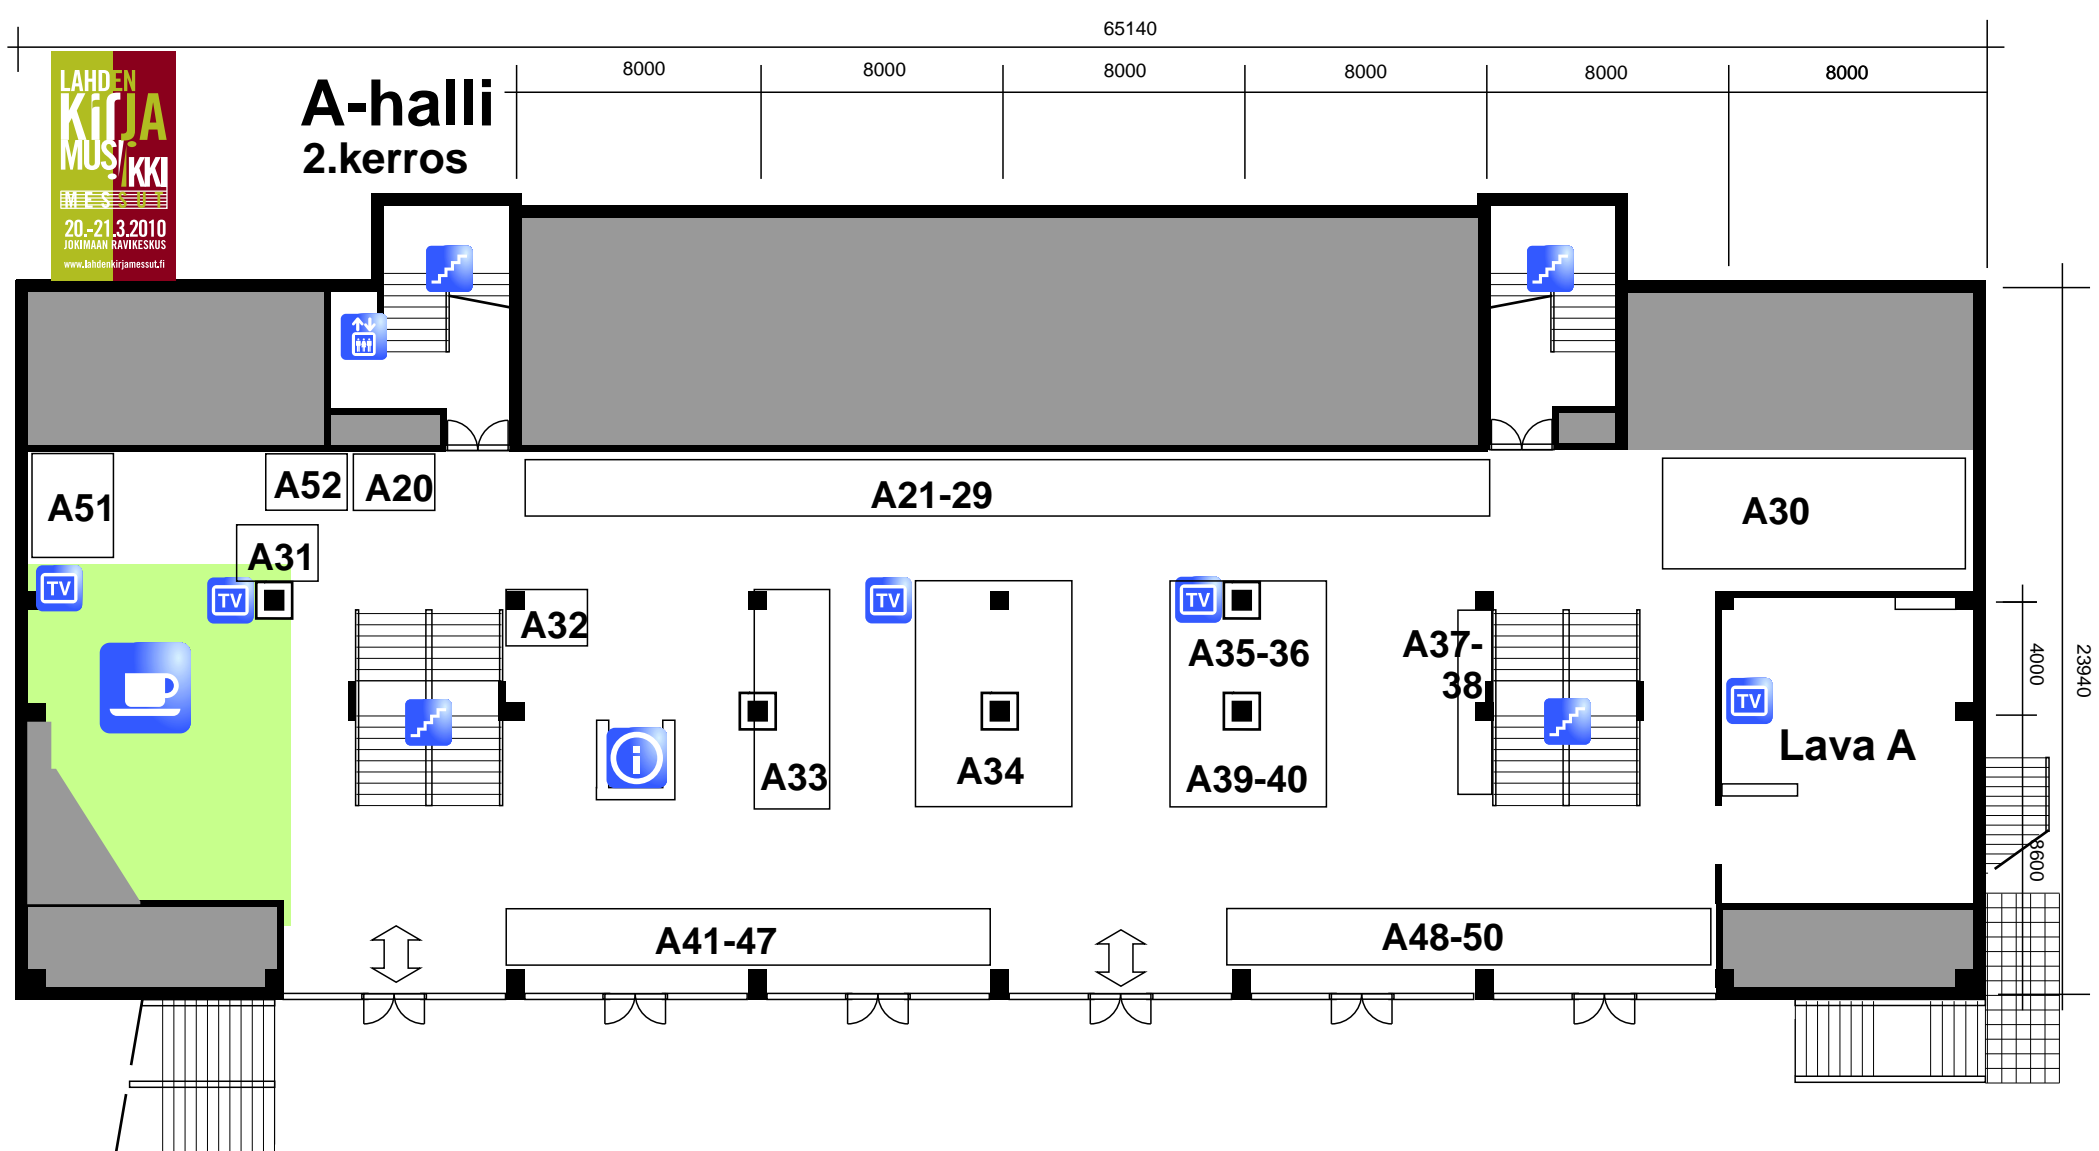 65140
8000
8000
8000
8000
8000
8000
LAHDEN
KirJA
MUSIKKI
MESSUT
20.-21.3.2010
JOKIMAAN RAVIKESKUS
www.lahdenkirjamessut.fi
A-halli
2.kerros
A51
A52
A20
A21-29
A30
A31
TV
TV
TV
TV
TV
A32
A33
A34
A35-36
A39-40
A37-
38
Lava A
i
4000
23940
8600
A41-47
A48-50